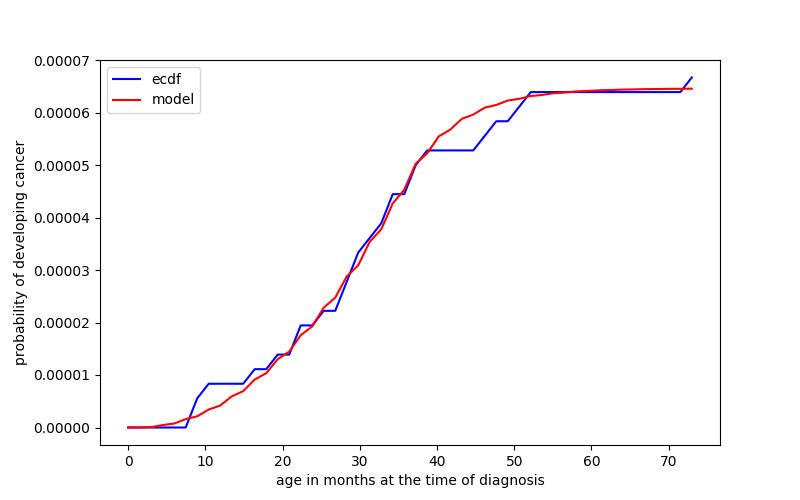 0.00007
0.00006
0.00005
0.00004
0.00003
0.00002
0.00001
0.00000
probability of developing cancer
ecdf
model
0 10 20 30 40 50 60 70
age in months at the time of diagnosis